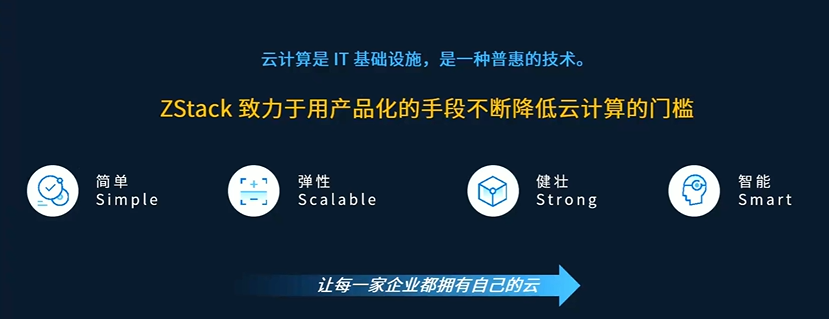 云计算是 IT 基础设施，是一种普惠的技术。
ZStack 致力于用产品化的手段不断降低云计算的门槛
简单
Simple
弹性
Scalable
健壮
Strong
智能
Smart
让每一家企业都拥有自己的云